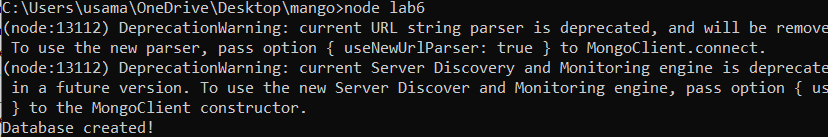 C:\Users\usama\OneDrive\Desktop\mango>node lab6
(node:13112) DeprecationWarning: current URL string parser is deprecated, and will be remove
To use the new parser, pass option { useNewUrlParser: true } to MongoClient.connect.
(node:13112) DeprecationWarning: current Server Discovery and Monitoring engine is deprecate
in a future version. To use the new Server Discover and Monitoring engine, pass option { us
} to the MongoClient constructor.
Database created!